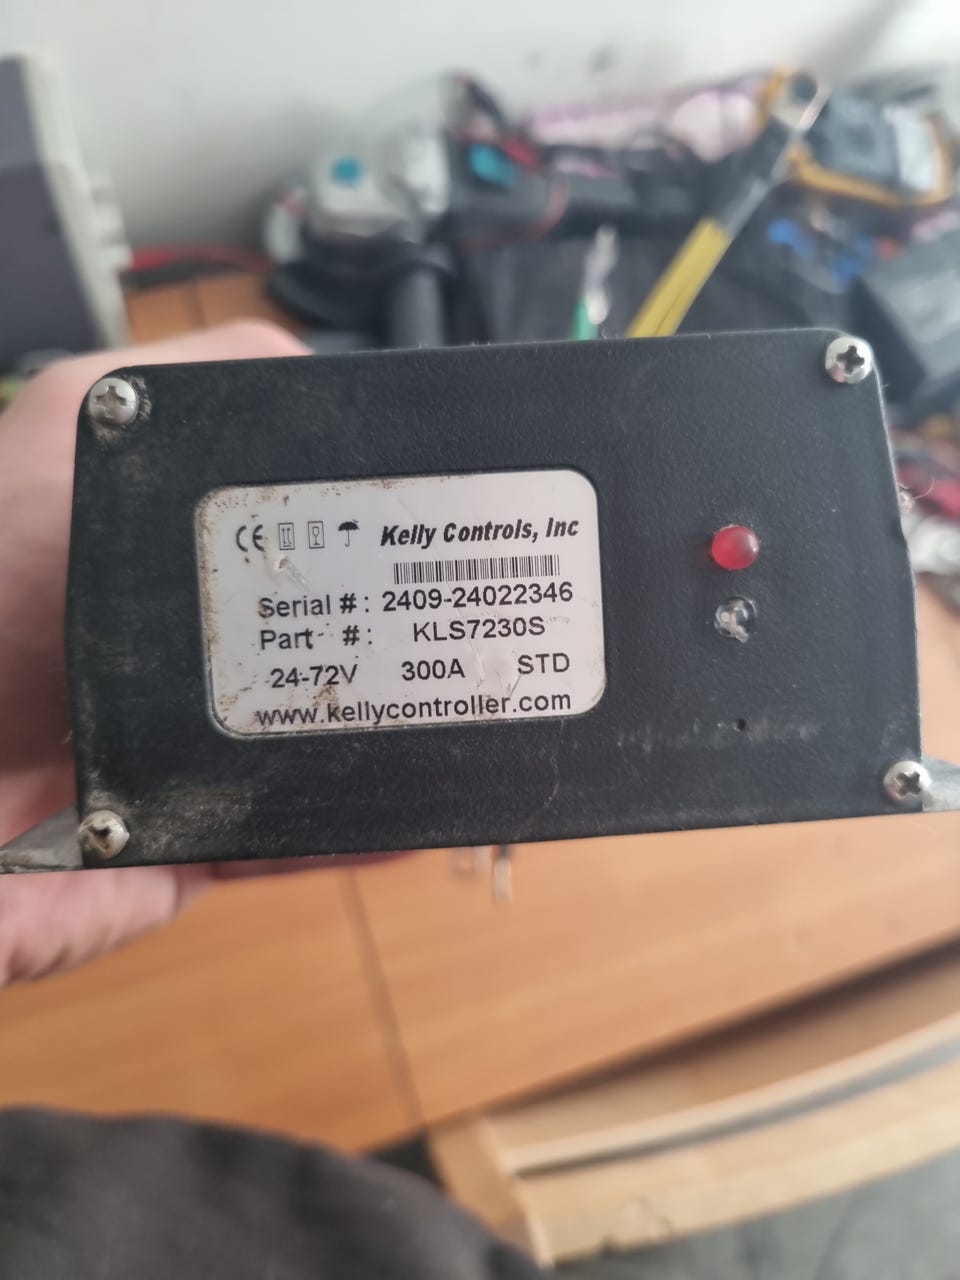 CE Kelly Controls, Inc
Serial #: 2409-24022346
Part #: KLS7230S
24-72V 300A STD
www.kellycontroller.com